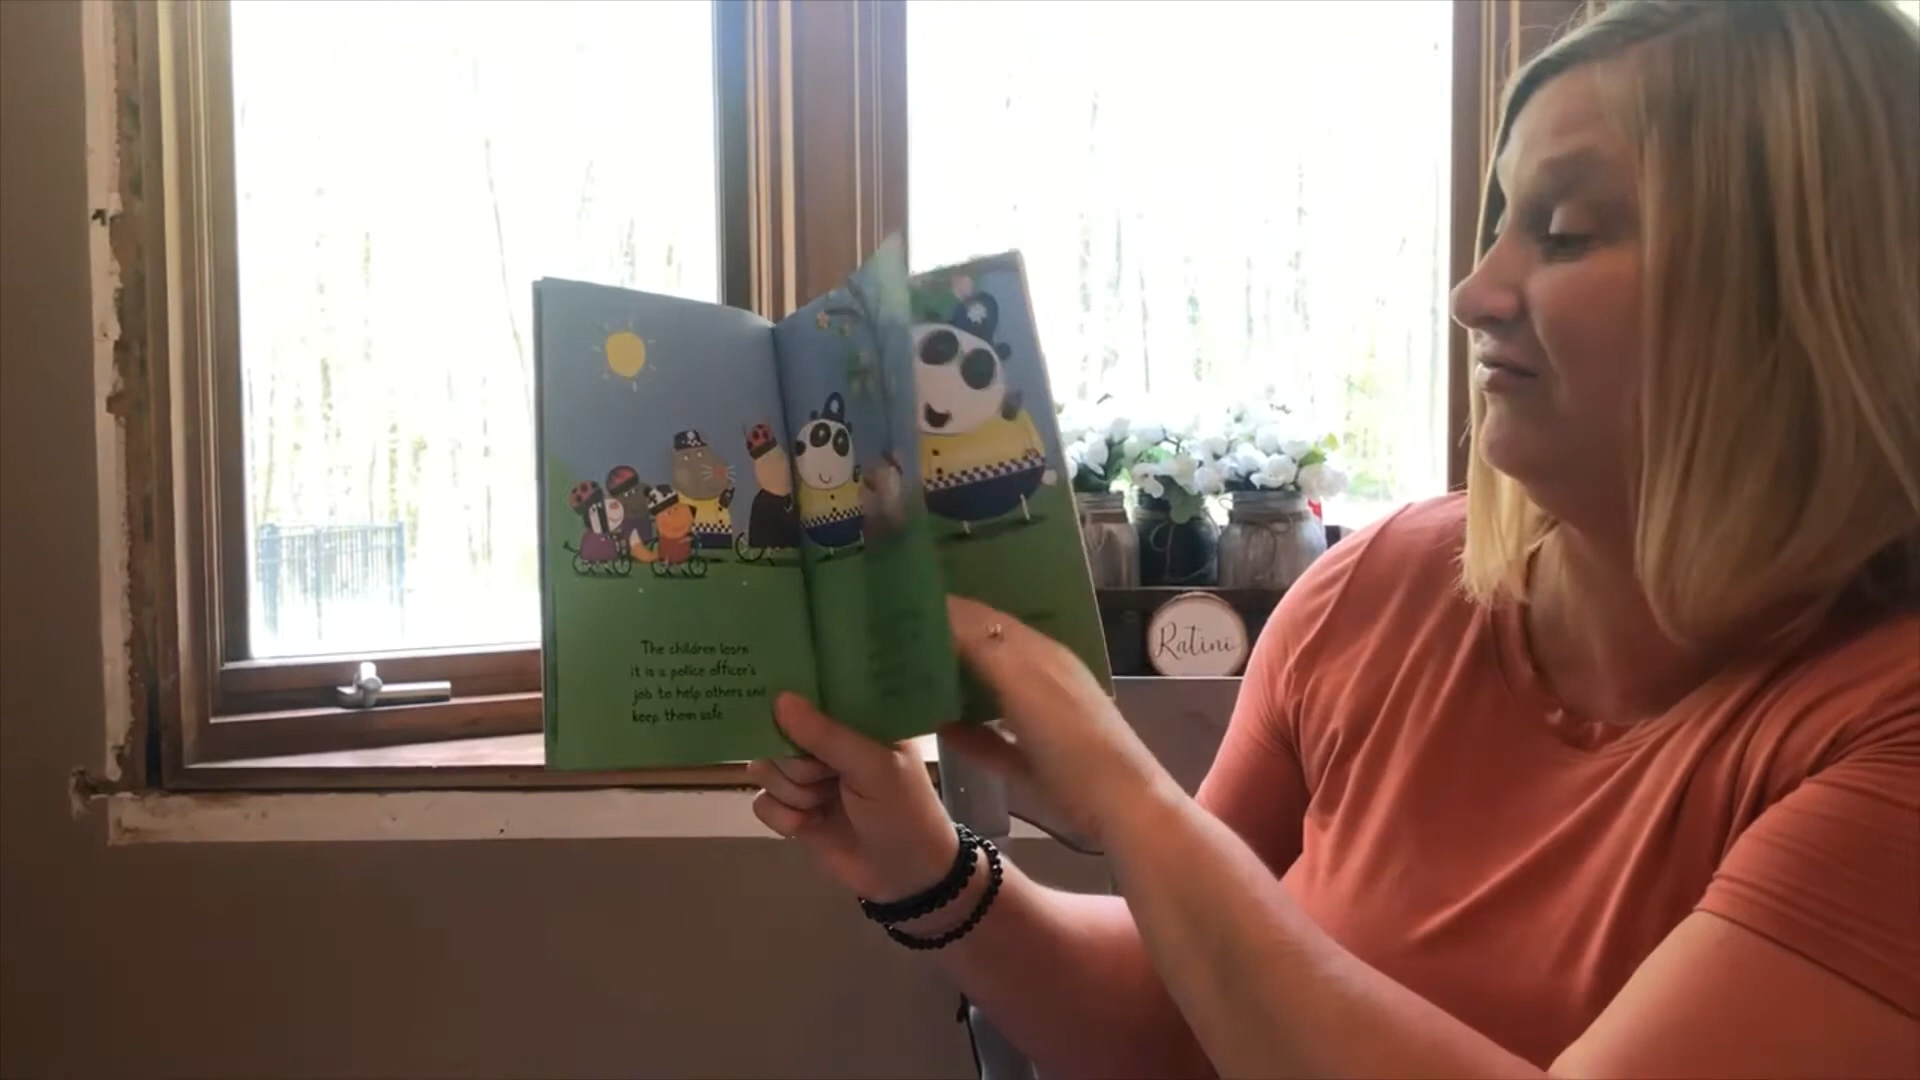 The children learn
it is a police officer's
job to help others and
keep them safe.
Ratini